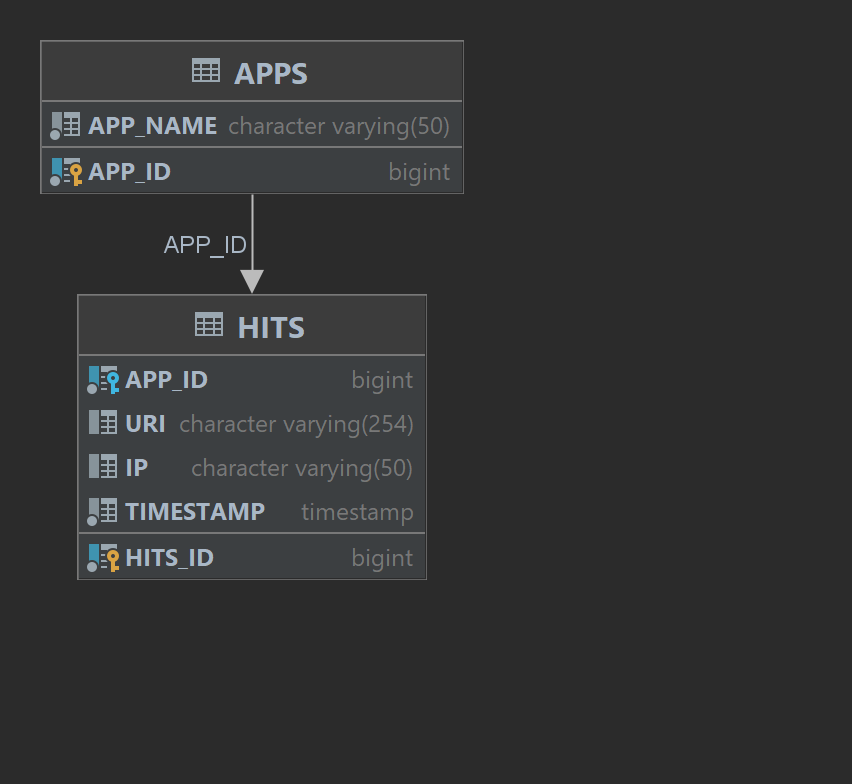 APPS
APP_NAME character varying(50)
APP_ID bigint
APP_ID
HITS
APP_ID bigint
URI character varying(254)
IP character varying(50)
TIMESTAMP timestamp
HITS_ID bigint